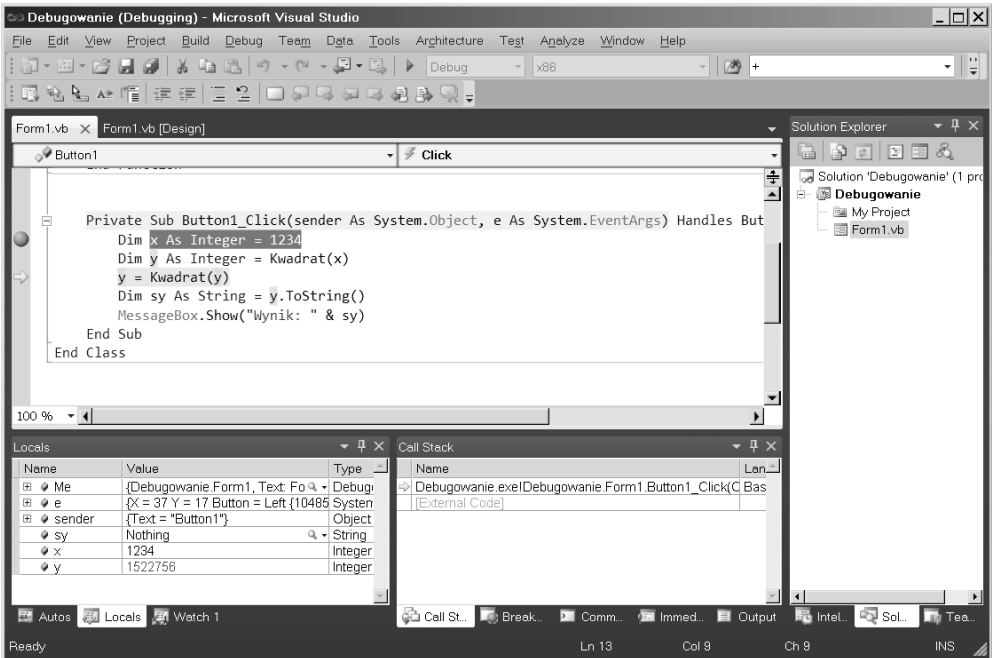 Debugowanie (Debugging) - Microsoft Visual Studio
File Edit View Project Build Debug Team Data Tools Architecture Test Analyze Window Help
Debug x86 +
Form1.vb Form1.vb [Design]
Button1 Click
Private Sub Button1_Click(sender As System.Object, e As System.EventArgs) Handles But
Dim x As Integer = 1234
Dim y As Integer = Kwadrat(x)
y = Kwadrat(y)
Dim sy As String = y.ToString()
MessageBox.Show("Wynik: " & sy)
End Sub
End Class
100 %
Solution Explorer
Solution 'Debugowanie' (1 pro
Debugowanie
My Project
Form1.vb
Locals
Name Value Type
Me {Debugowanie.Form1, Text: Fo Debug
e {X = 37 Y = 17 Button = Left {10485 System
sender {Text = "Button1"} Object
sy Nothing String
x 1234 Integer
y 1522756 Integer
Autos Locals Watch 1
Call Stack
Name Lan
Debugowanie.exe!Debugowanie.Form1.Button1_Click(O Bas
[External Code]
Call St... Break... Comm... Immed... Output
Intel... Sol... Tea...
Ready Ln 13 Col 9 Ch 9 INS